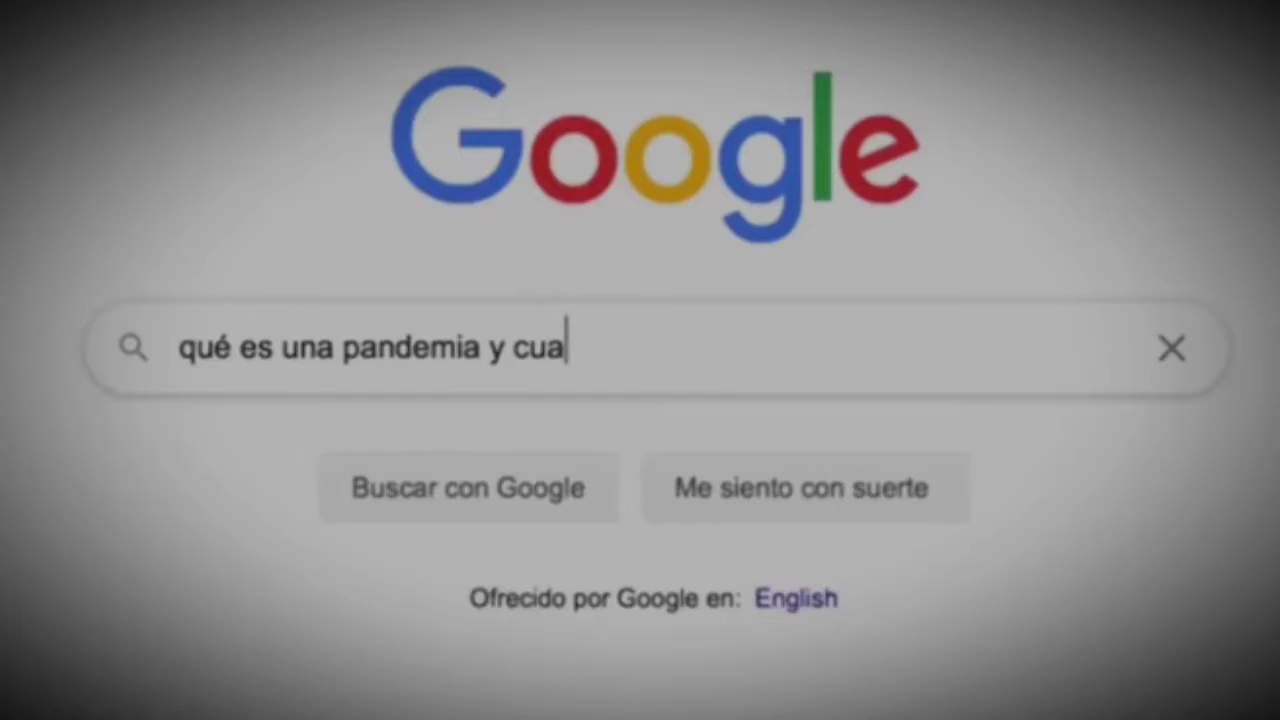 Google
qué es una pandemia y cua
Buscar con Google Me siento con suerte
Ofrecido por Google en: English